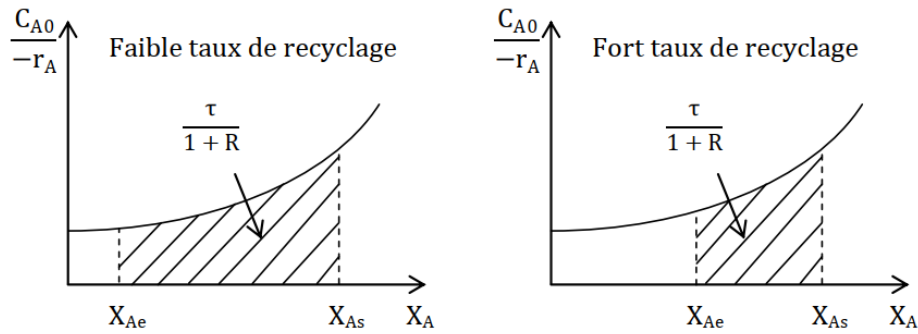 C_A0
−r_A
Faible taux de recyclage
τ
1 + R
X_Ae
X_As
X_A
C_A0
−r_A
Fort taux de recyclage
τ
1 + R
X_Ae
X_As
X_A